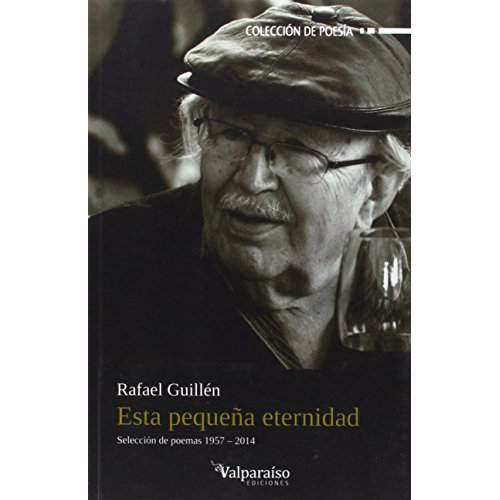 COLECCIÓN DE POESÍA
Rafael Guillén
Esta pequeña eternidad
Selección de poemas 1957 – 2014
Valparaíso
EDICIONES